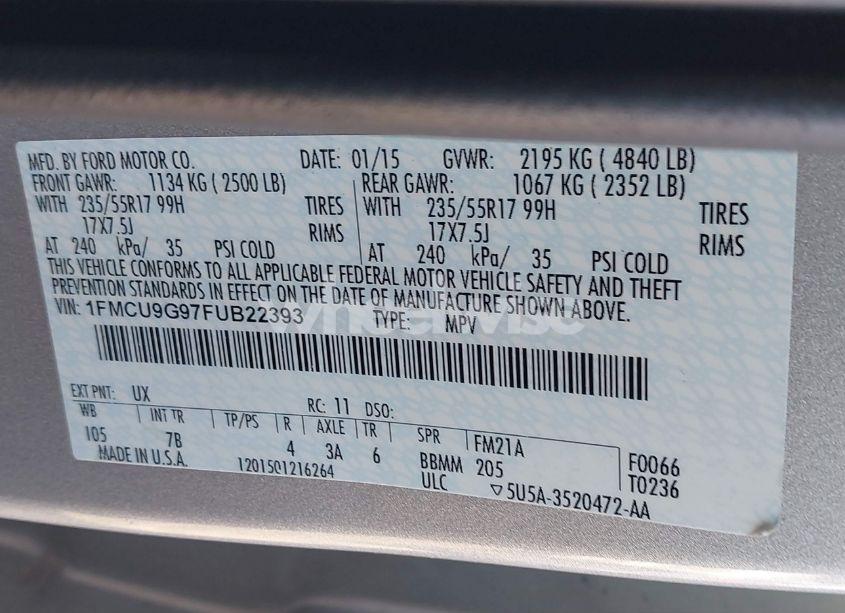 MFD. BY FORD MOTOR CO. DATE: 01/15 GVWR: 2195 KG ( 4840 LB)
FRONT GAWR: 1134 KG ( 2500 LB) REAR GAWR: 1067 KG ( 2352 LB)
WITH 235/55R17 99H TIRES WITH 235/55R17 99H TIRES
17X7.5J RIMS 17X7.5J RIMS
AT 240 kPa/ 35 PSI COLD AT 240 kPa/ 35 PSI COLD
THIS VEHICLE CONFORMS TO ALL APPLICABLE FEDERAL MOTOR VEHICLE SAFETY AND THEFT
PREVENTION STANDARDS IN EFFECT ON THE DATE OF MANUFACTURE SHOWN ABOVE.
VIN: 1FMCU9G97FUB22393 TYPE: MPV
EXT PNT: UX RC: 11 DSO:
WB INT TR TP/PS R AXLE TR SPR FM21A
105 7B 4 3A 6 BBMM 205 F0066
MADE IN U.S.A. 1201501216264 ULC T0236
▽5U5A-3520472-AA